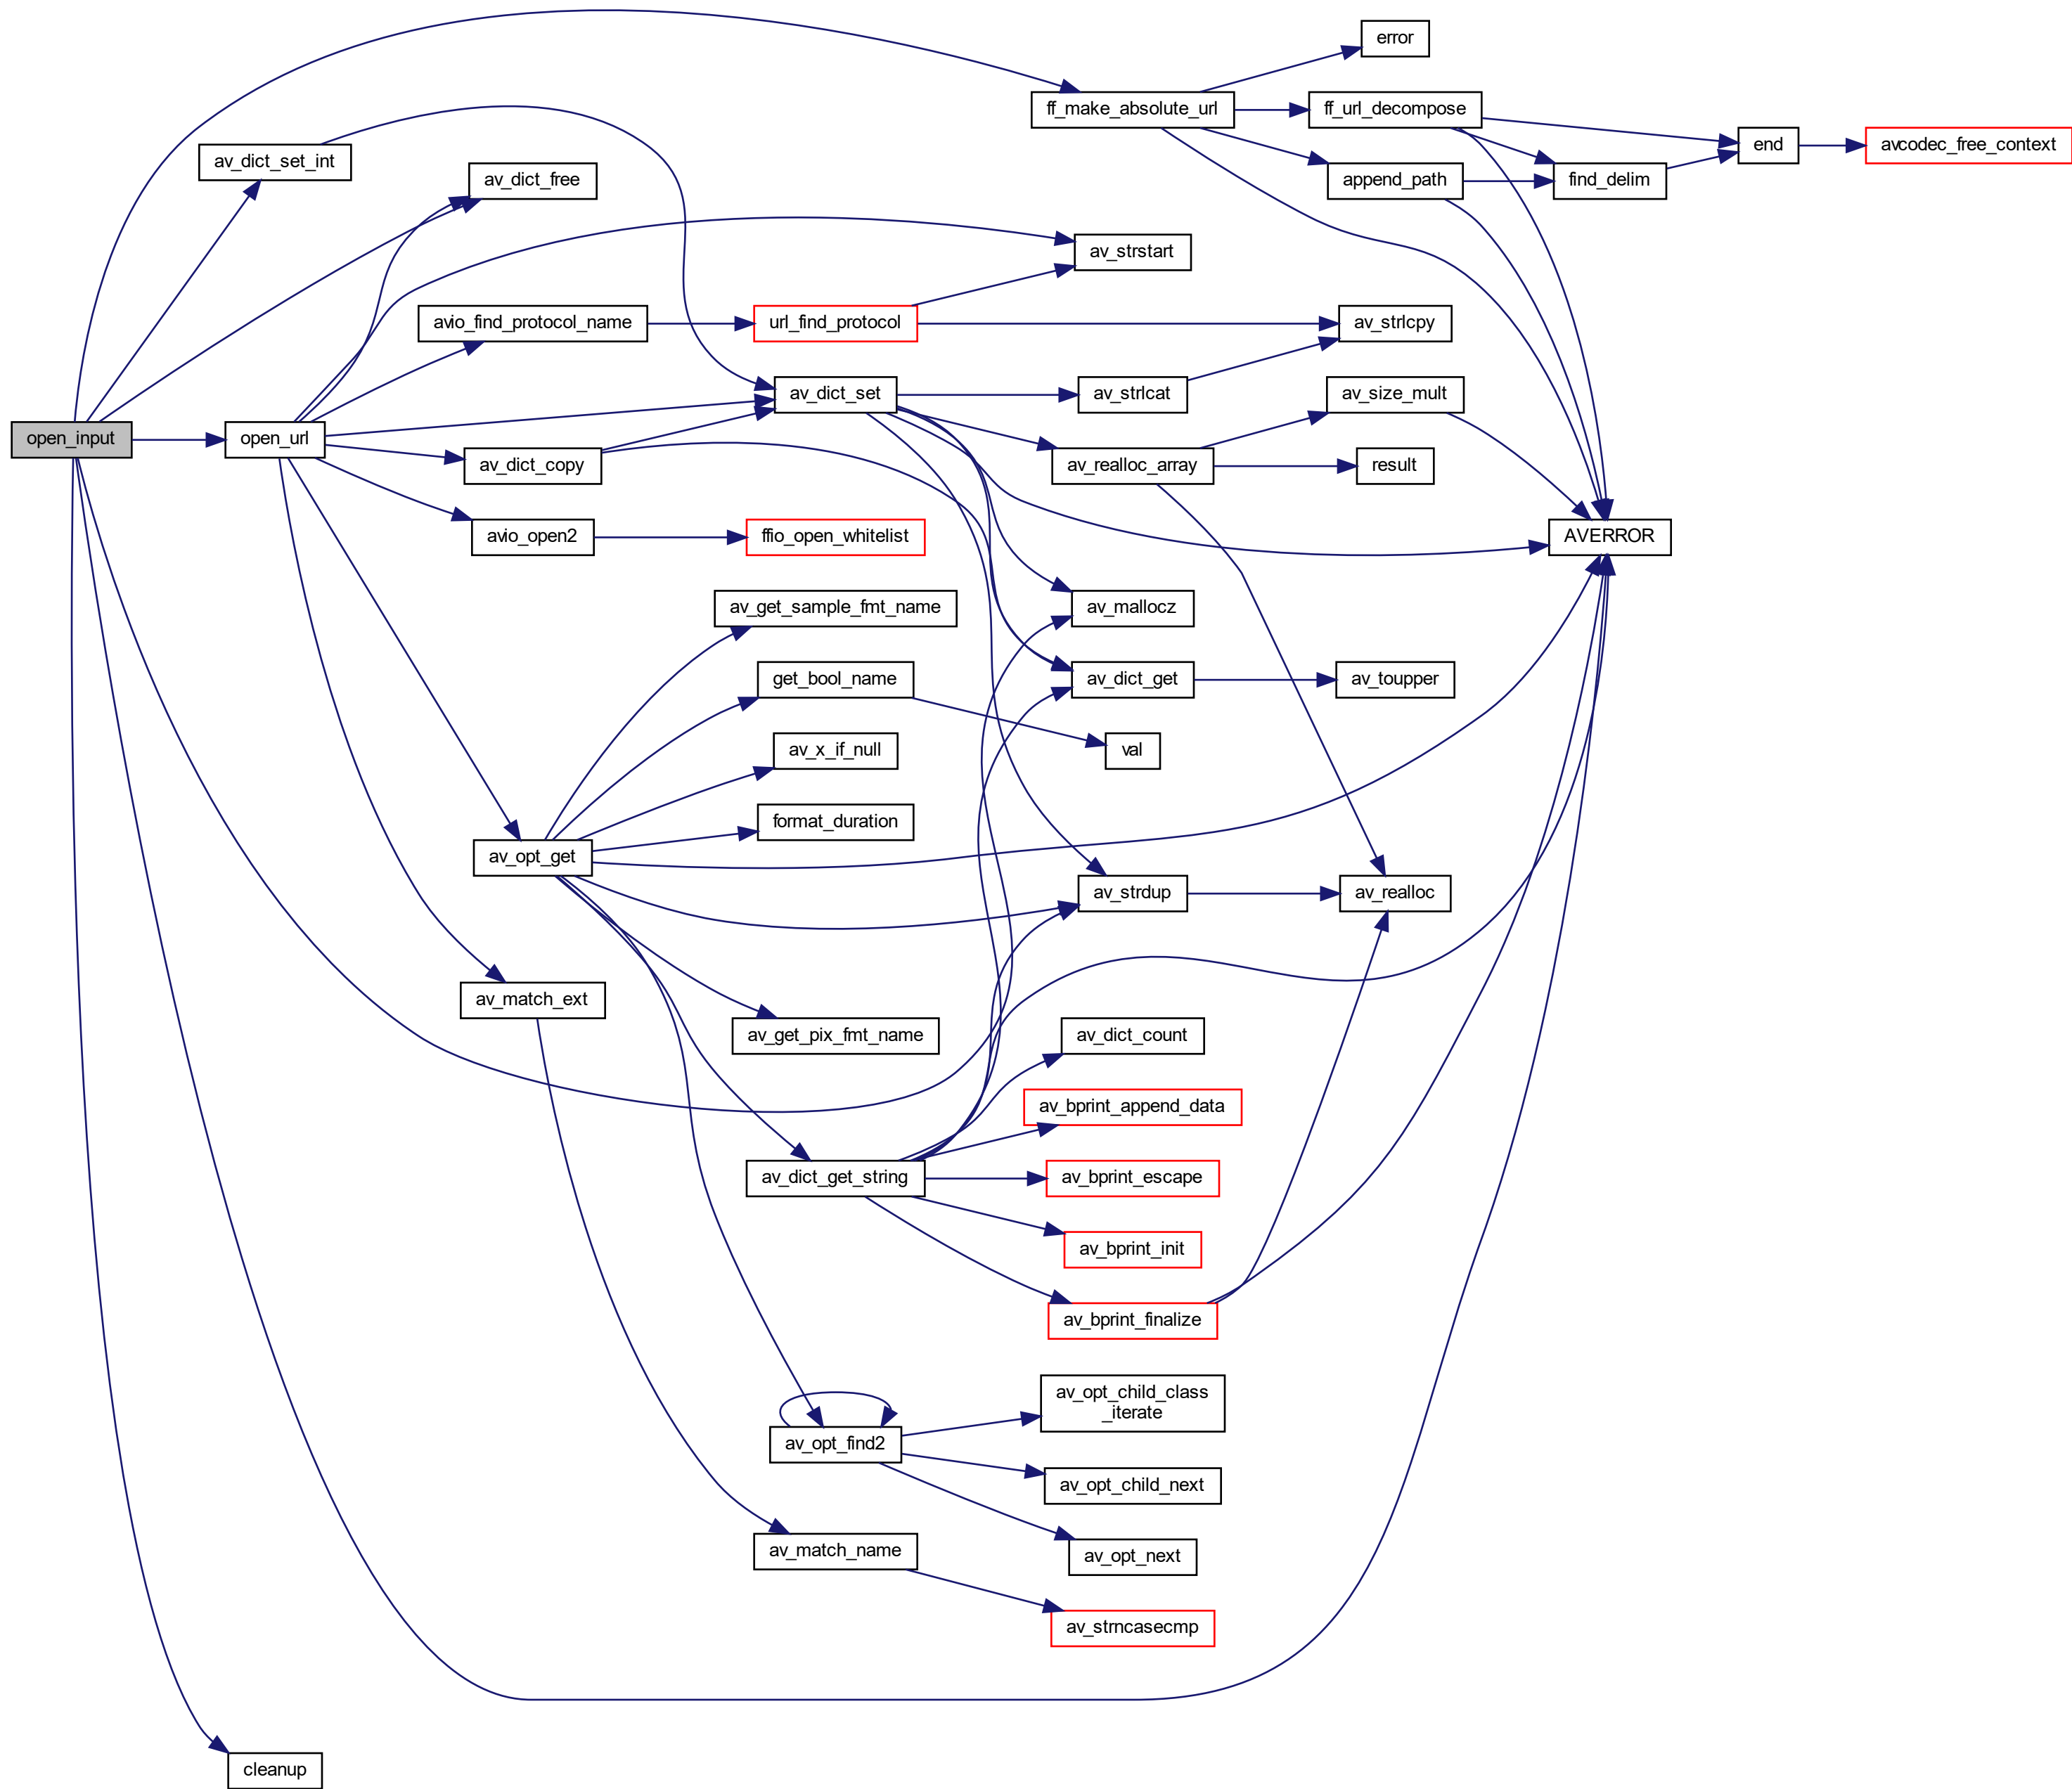 error
ff_make_absolute_url
ff_url_decompose
end
avcodec_free_context
av_dict_set_int
av_dict_free
append_path
find_delim
av_strstart
avio_find_protocol_name
url_find_protocol
av_strlcpy
av_dict_set
av_strlcat
av_size_mult
open_input
open_url
av_dict_copy
av_realloc_array
result
avio_open2
ffio_open_whitelist
AVERROR
av_get_sample_fmt_name
av_mallocz
get_bool_name
av_dict_get
av_toupper
av_x_if_null
val
format_duration
av_opt_get
av_strdup
av_realloc
av_match_ext
av_get_pix_fmt_name
av_dict_count
av_bprint_append_data
av_dict_get_string
av_bprint_escape
av_bprint_init
av_bprint_finalize
av_opt_child_class
_iterate
av_opt_find2
av_opt_child_next
av_match_name
av_opt_next
av_strncasecmp
cleanup